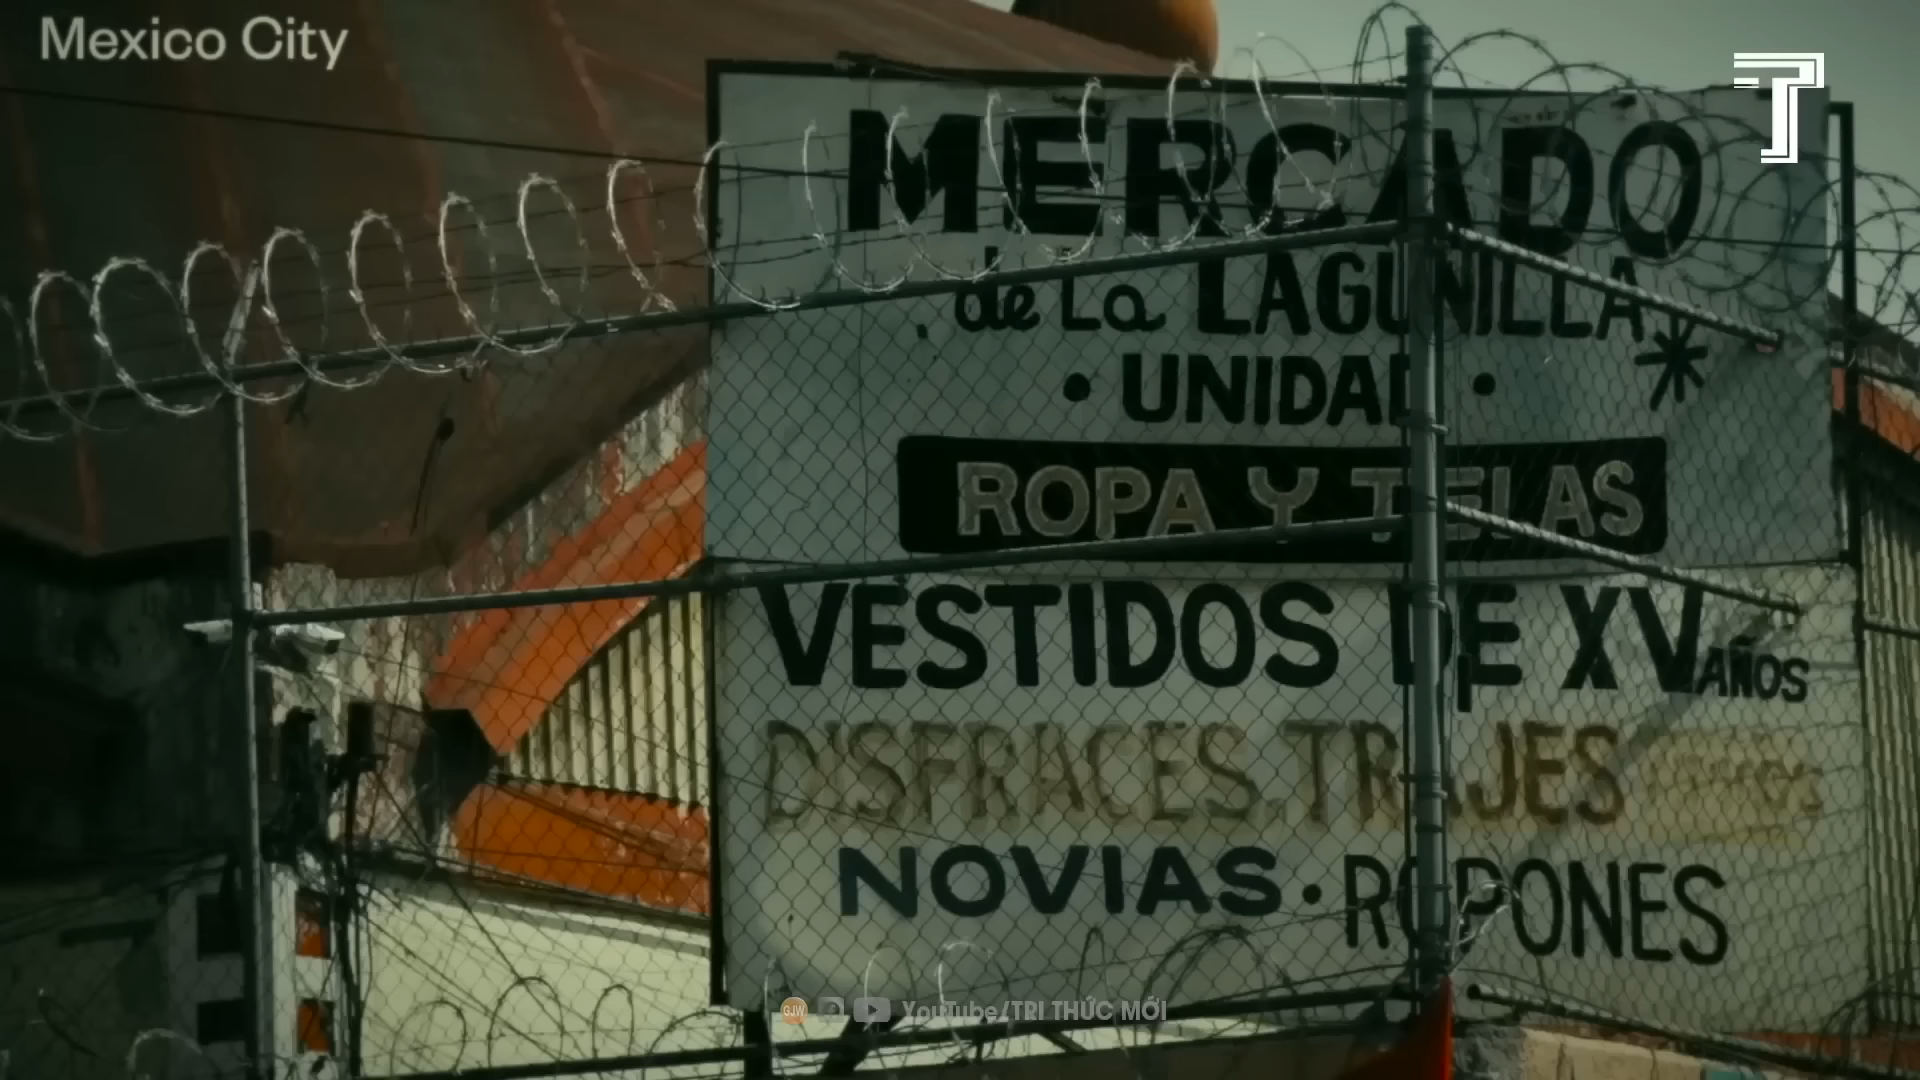 Mexico City
MERCADO
de La LAGUNILLA
• UNIDAD •
ROPA Y TELAS
VESTIDOS DE XV AÑOS
DISFRACES, TRAJES
NOVIAS • ROPONES
GJW YouTube/TRI THỨC MỚI